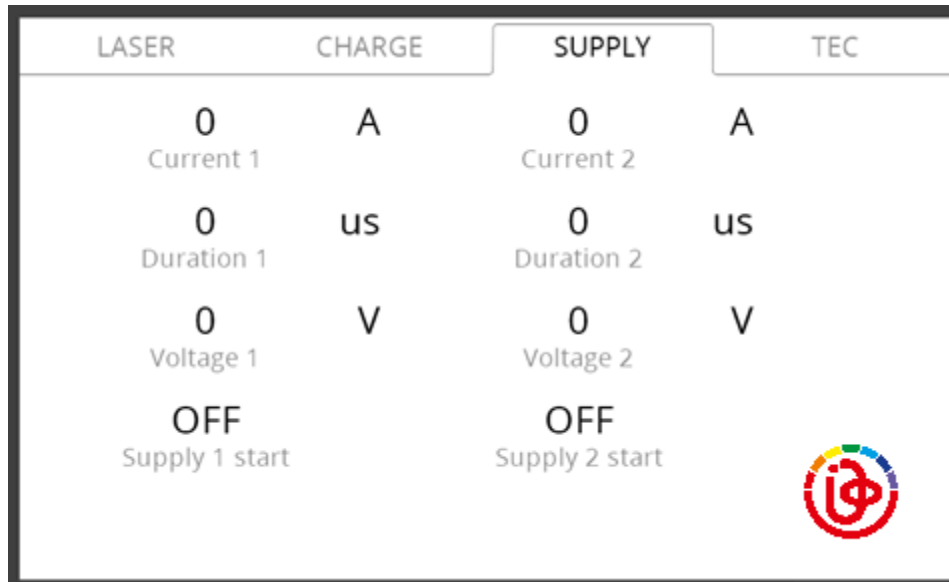 LASER CHARGE SUPPLY TEC
0 A 0 A
Current 1 Current 2
0 us 0 us
Duration 1 Duration 2
0 V 0 V
Voltage 1 Voltage 2
OFF OFF
Supply 1 start Supply 2 start